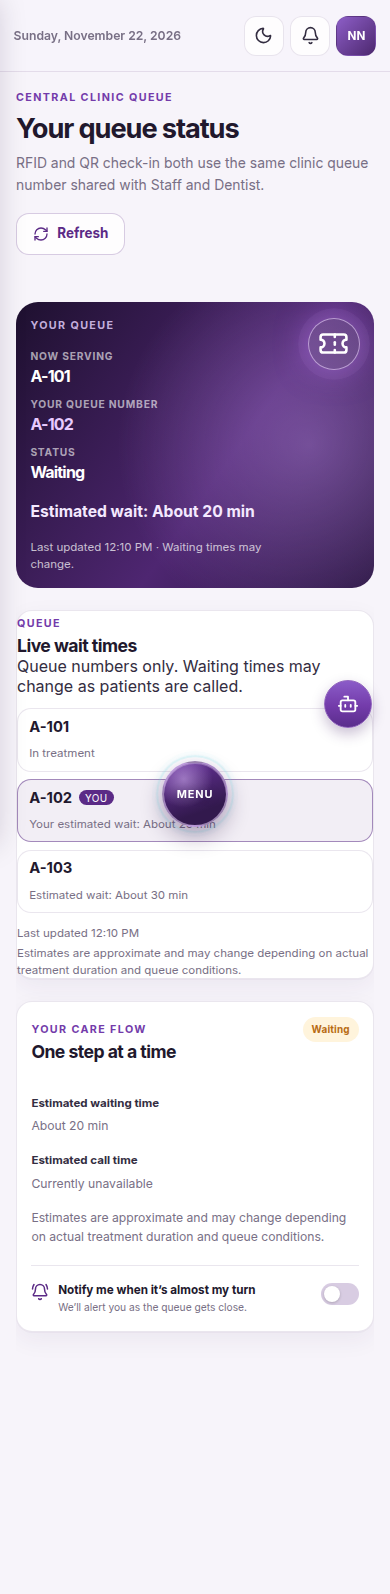 Sunday, November 22, 2026
NN
CENTRAL CLINIC QUEUE
Your queue status
RFID and QR check-in both use the same clinic queue
number shared with Staff and Dentist.
Refresh
YOUR QUEUE
NOW SERVING
A-101
YOUR QUEUE NUMBER
A-102
STATUS
Waiting
Estimated wait: About 20 min
Last updated 12:10 PM · Waiting times may
change.
QUEUE
Live wait times
Queue numbers only. Waiting times may
change as patients are called.
A-101
In treatment
A-102 YOU
MENU
Your estimated wait: About 20 min
A-103
Estimated wait: About 30 min
Last updated 12:10 PM
Estimates are approximate and may change depending on actual
treatment duration and queue conditions.
YOUR CARE FLOW
Waiting
One step at a time
Estimated waiting time
About 20 min
Estimated call time
Currently unavailable
Estimates are approximate and may change depending
on actual treatment duration and queue conditions.
Notify me when it's almost my turn
We'll alert you as the queue gets close.